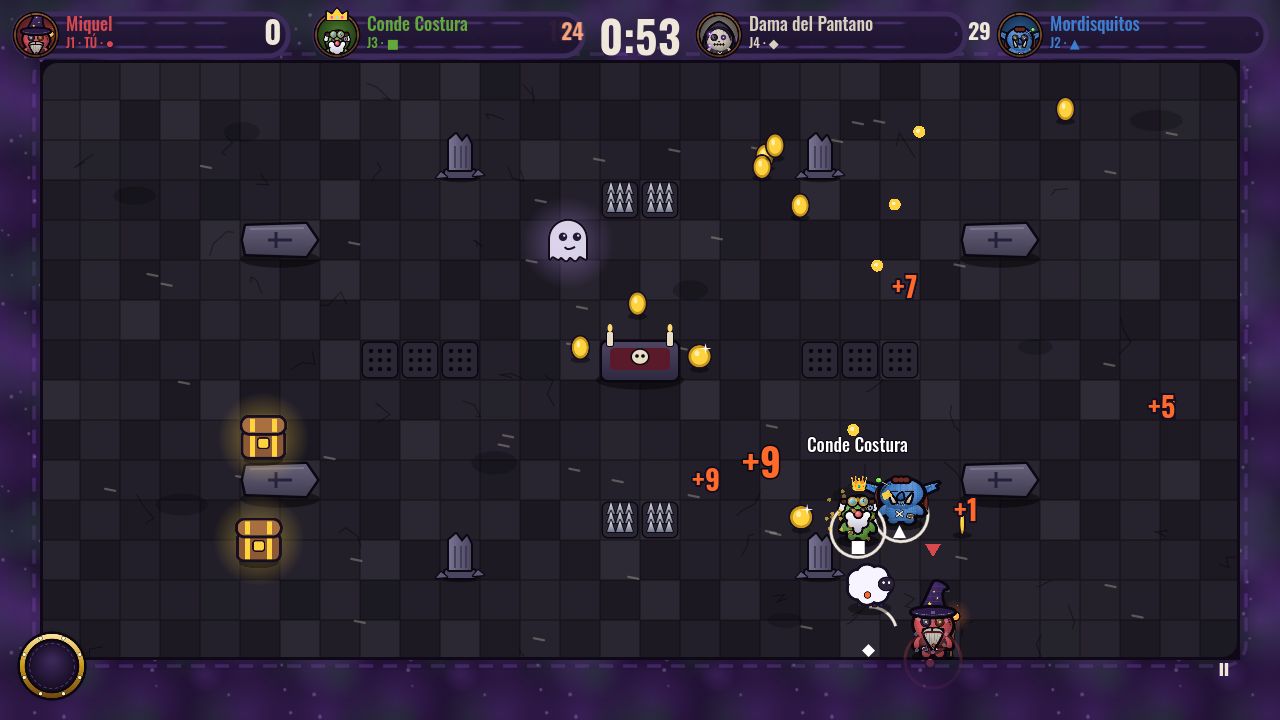 Miquel
J1 · TÚ · ●
0
Conde Costura
J3 · ■
24
0:53
Dama del Pantano
J4 · ◆
29
Mordisquitos
J2 · ▲
+7
+5
Conde Costura
+9
+9
+1